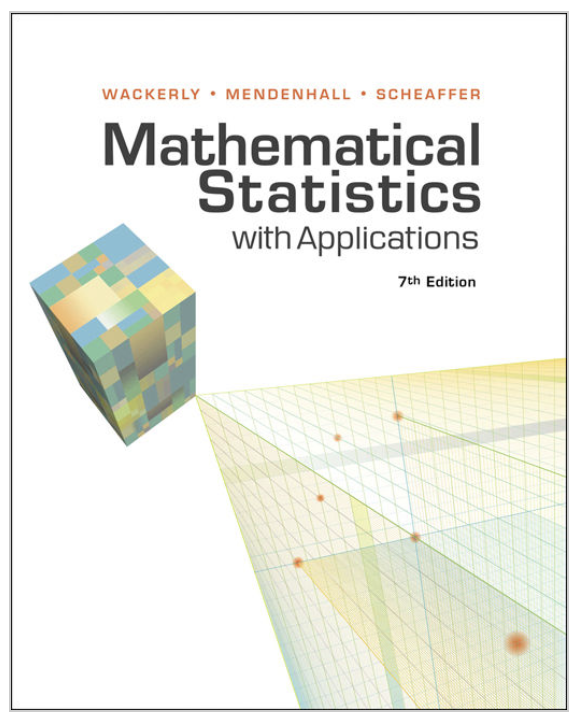 WACKERLY • MENDENHALL • SCHEAFFER
Mathematical
Statistics
with Applications
7th Edition